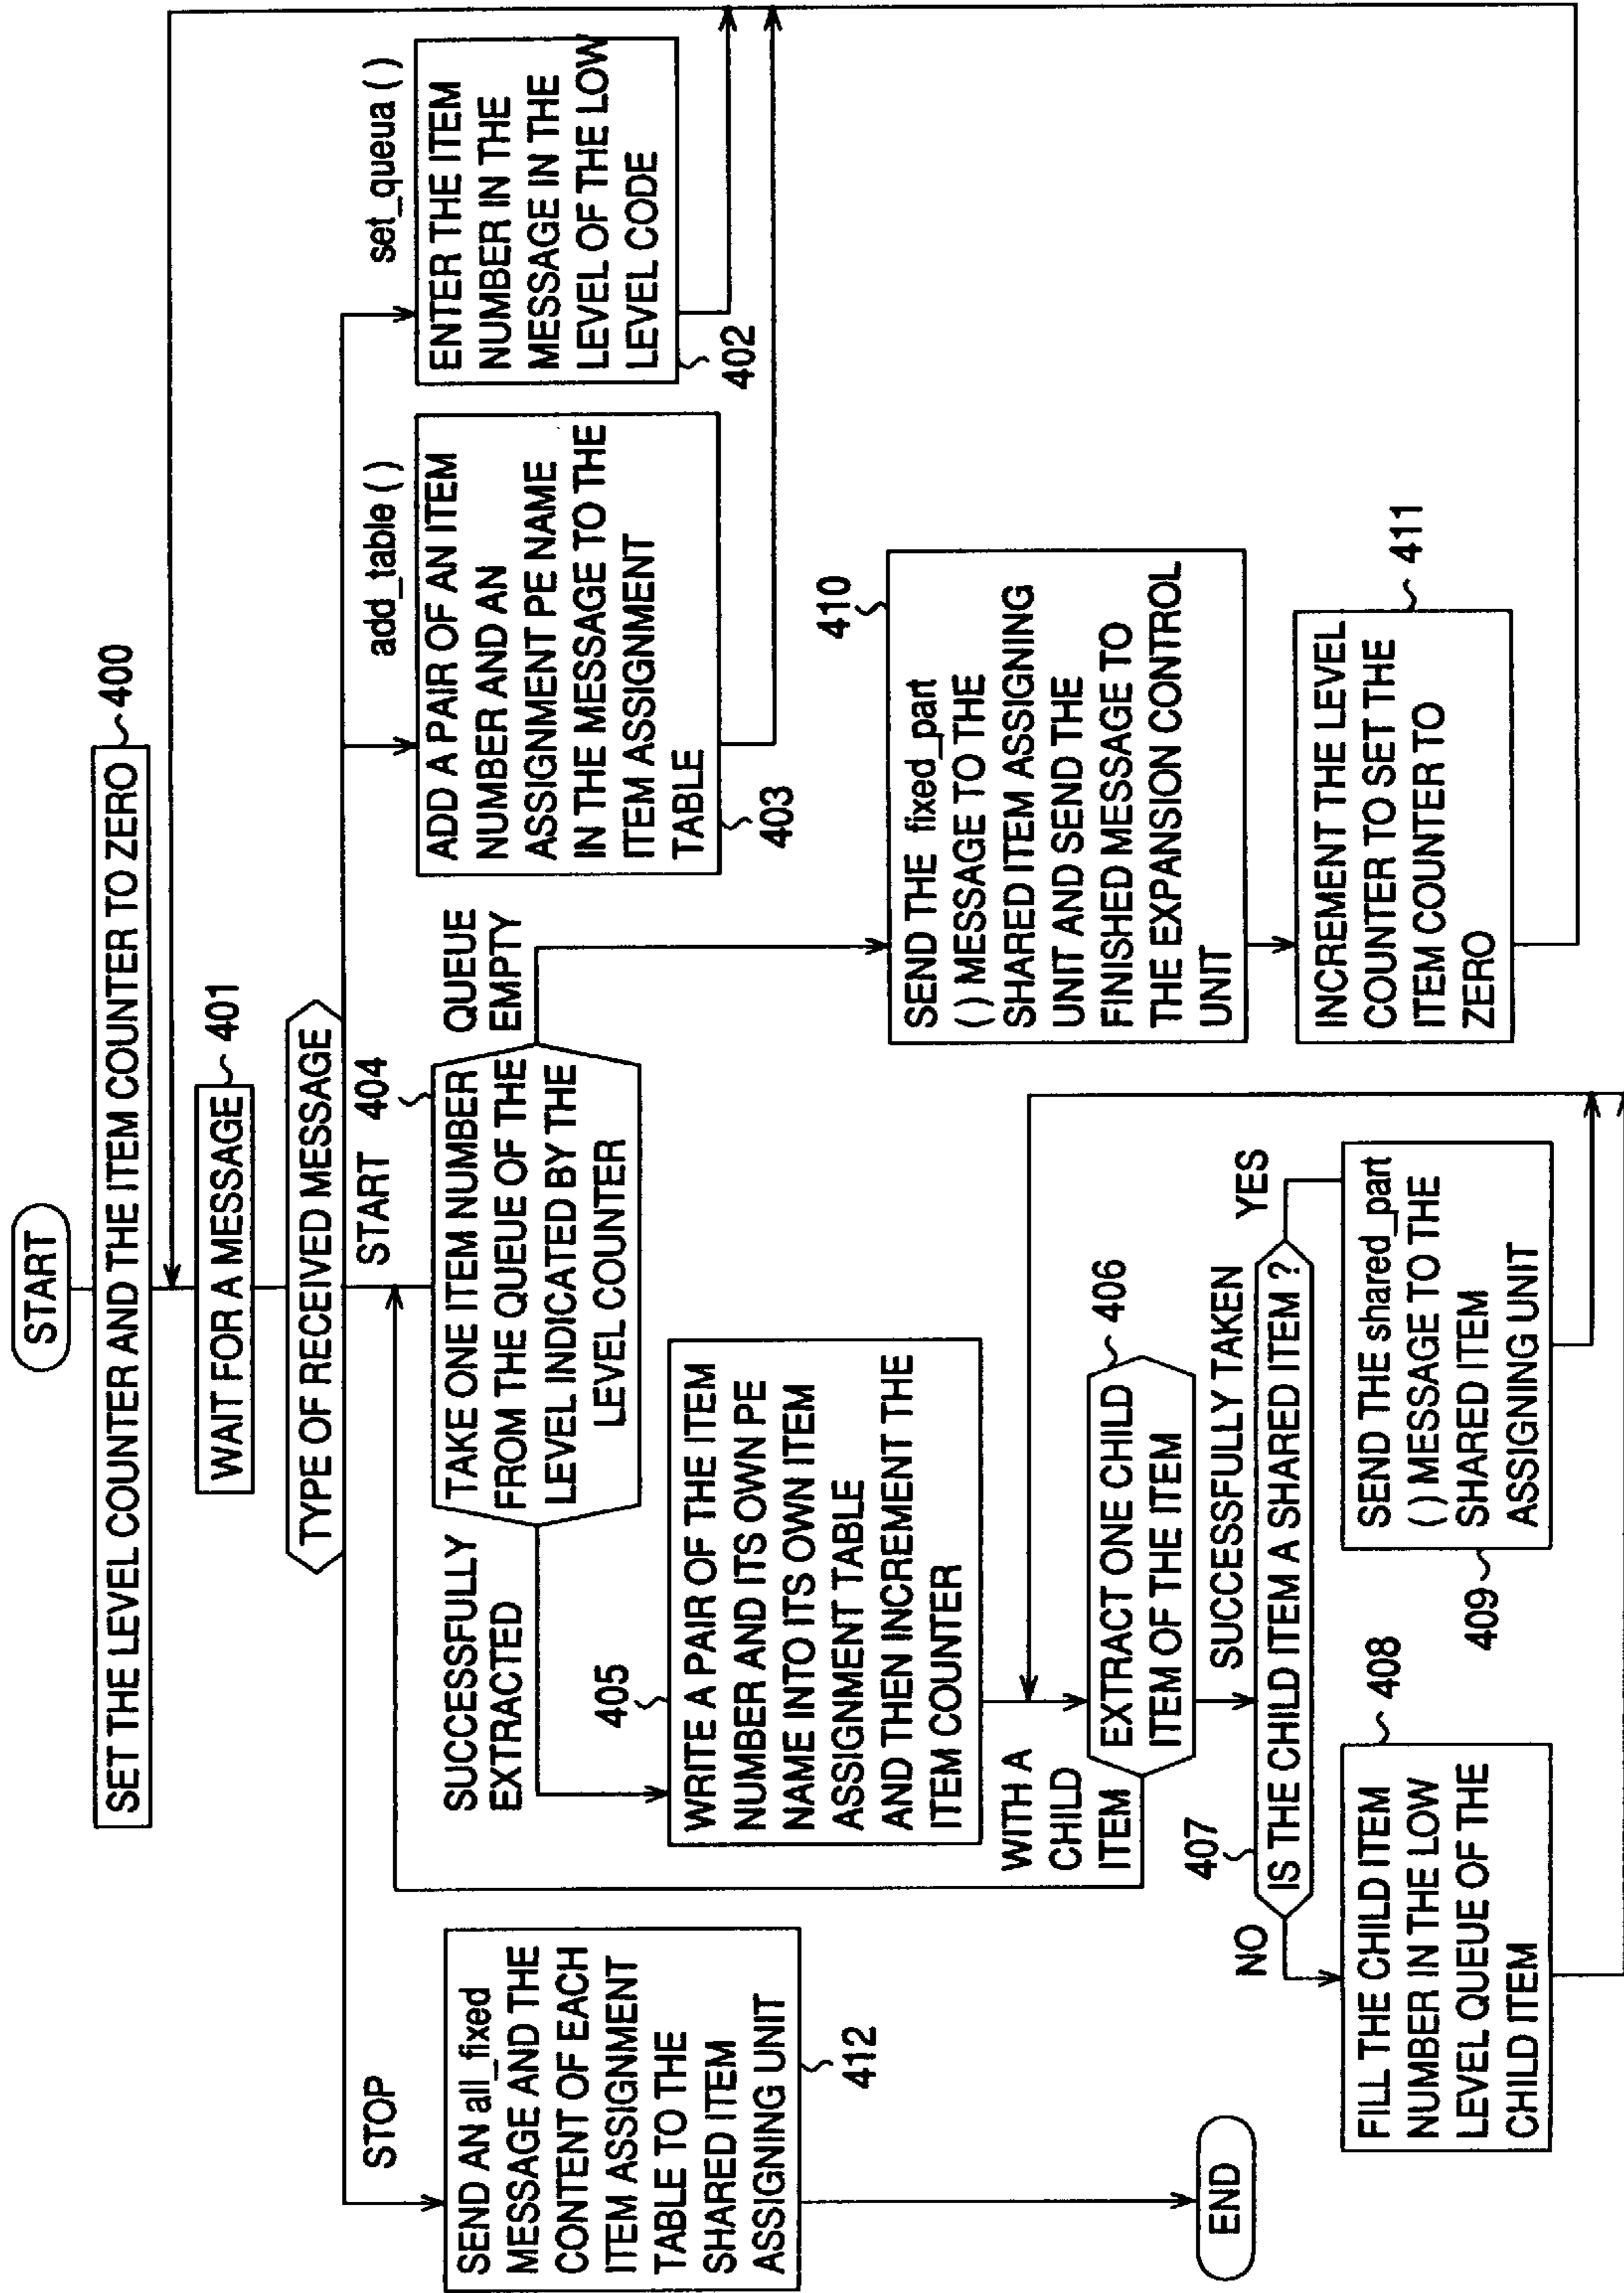 START
SET THE LEVEL COUNTER AND THE ITEM COUNTER TO ZERO
400
WAIT FOR A MESSAGE
401
TYPE OF RECEIVED MESSAGE
STOP
START
404
add_table ( )
set_queua ( )
SEND AN all_fixed
MESSAGE AND THE
CONTENT OF EACH
ITEM ASSIGNMENT
TABLE TO THE
SHARED ITEM
ASSIGNING UNIT
412
END
SUCCESSFULLY
EXTRACTED
TAKE ONE ITEM NUMBER
FROM THE QUEUE OF THE
LEVEL INDICATED BY THE
LEVEL COUNTER
QUEUE
EMPTY
ADD A PAIR OF AN ITEM
NUMBER AND AN
ASSIGNMENT PE NAME
IN THE MESSAGE TO THE
ITEM ASSIGNMENT
TABLE
403
ENTER THE ITEM
NUMBER IN THE
MESSAGE IN THE
LEVEL OF THE LOW
LEVEL CODE
402
405
WRITE A PAIR OF THE ITEM
NUMBER AND ITS OWN PE
NAME INTO ITS OWN ITEM
ASSIGNMENT TABLE
AND THEN INCREMENT THE
ITEM COUNTER
WITH A
CHILD
ITEM
EXTRACT ONE CHILD
ITEM OF THE ITEM
406
SUCCESSFULLY TAKEN
407
IS THE CHILD ITEM A SHARED ITEM ?
NO
YES
FILL THE CHILD ITEM
NUMBER IN THE LOW
LEVEL QUEUE OF THE
CHILD ITEM
408
SEND THE shared_part
( ) MESSAGE TO THE
SHARED ITEM
ASSIGNING UNIT
409
410
SEND THE fixed_part
( ) MESSAGE TO THE
SHARED ITEM ASSIGNING
UNIT AND SEND THE
FINISHED MESSAGE TO
THE EXPANSION CONTROL
UNIT
INCREMENT THE LEVEL
COUNTER TO SET THE
ITEM COUNTER TO
ZERO
411